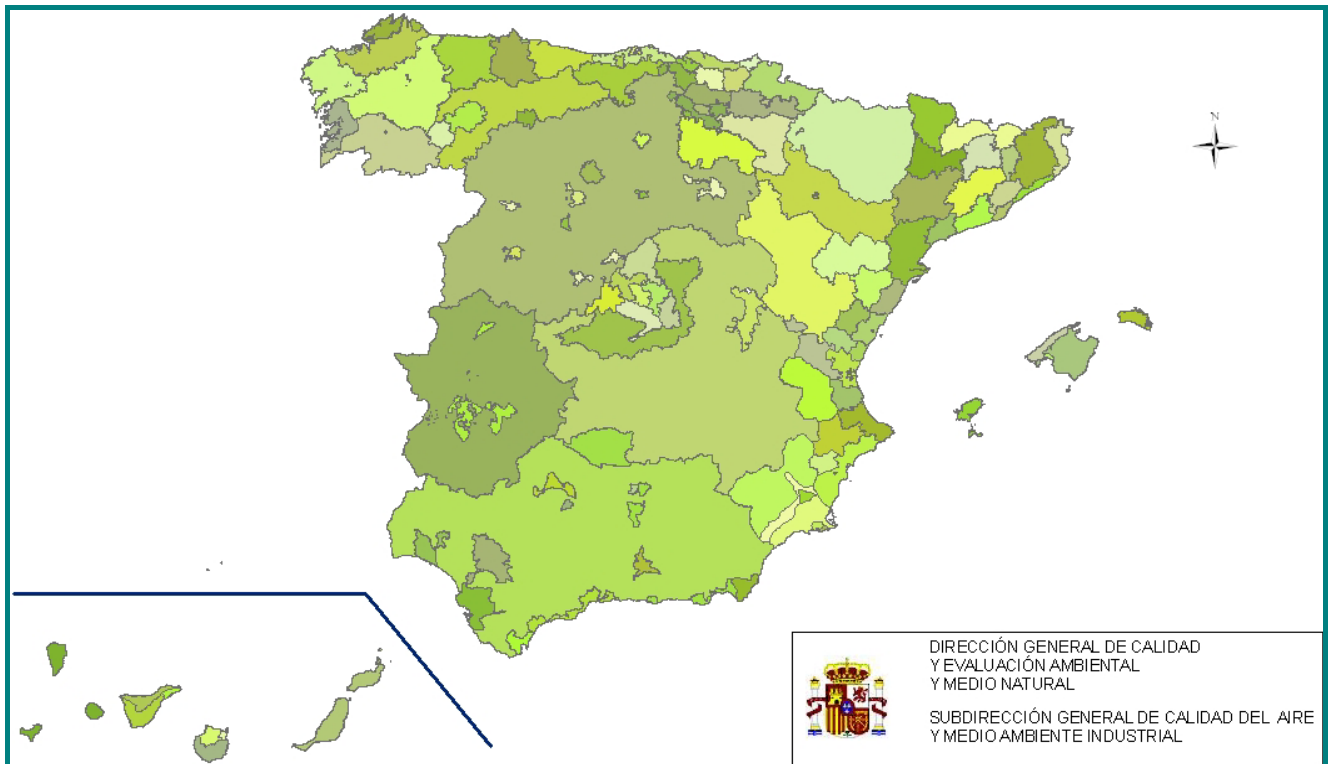 N
DIRECCIÓN GENERAL DE CALIDAD
Y EVALUACIÓN AMBIENTAL
Y MEDIO NATURAL
SUBDIRECCIÓN GENERAL DE CALIDAD DEL AIRE
Y MEDIO AMBIENTE INDUSTRIAL